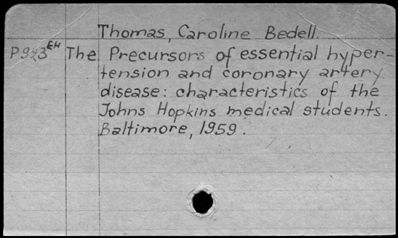 Thomas, Caroline Bedell.
P923EH The Precursors of essential hyper-
tension and coronary artery
disease: characteristics of the
Johns Hopkins medical students.
Baltimore, 1959.